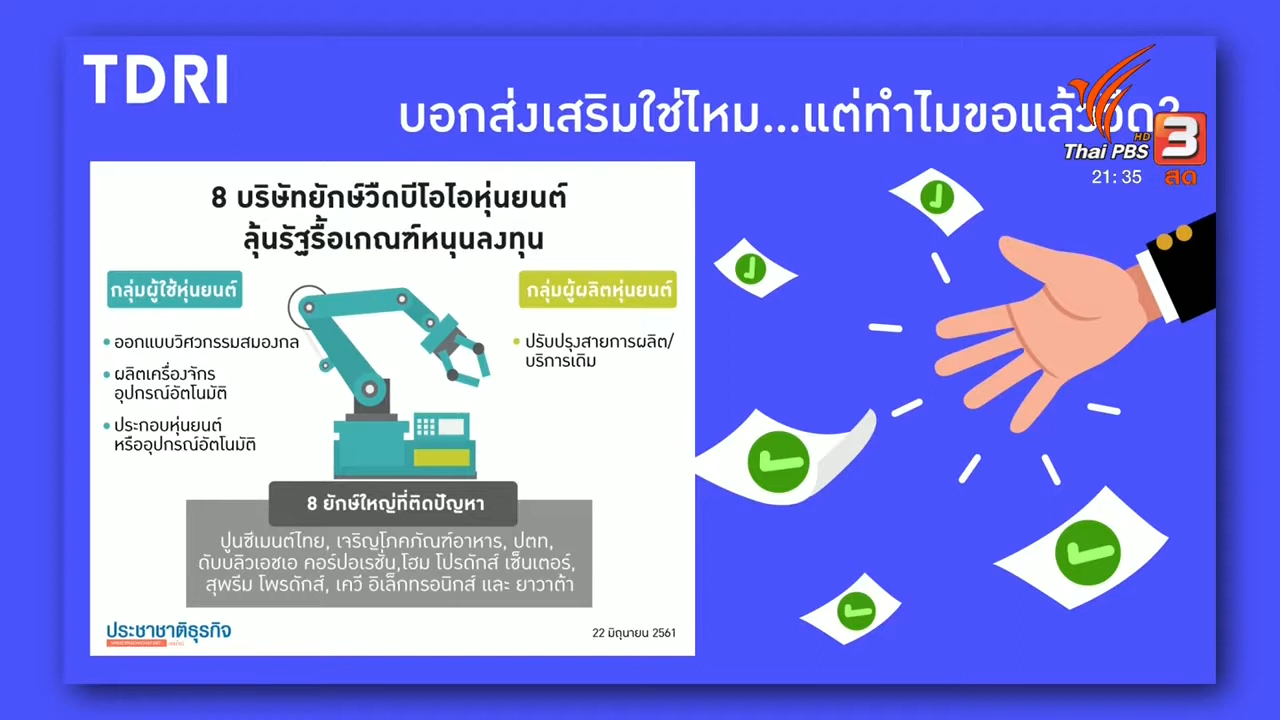 TDRI
บอกส่งเสริมใช่ไหม...แต่ทำไมขอแล้ว
HD
Thai PBS 3
21:35 สด
8 บริษัทยักษ์วืดบีโอไอหุ่นยนต์
ลุ้นรัฐรื้อเกณฑ์หนุนลงทุน
กลุ่มผู้ใช้หุ่นยนต์
• ออกแบบวิศวกรรมสมองกล
• ผลิตเครื่องจักร
อุปกรณ์อัตโนมัติ
• ประกอบหุ่นยนต์
หรืออุปกรณ์อัตโนมัติ
กลุ่มผู้ผลิตหุ่นยนต์
• ปรับปรุงสายการผลิต/
บริการเดิม
8 ยักษ์ใหญ่ที่ติดปัญหา
ปูนซีเมนต์ไทย, เจริญโภคภัณฑ์อาหาร, ปตท,
ดับบลิวเอชเอ คอร์ปอเรชั่น,โฮม โปรดักส์ เซ็นเตอร์,
สุพรีม โพรดักส์, เควี อิเล็กทรอนิกส์ และ ยาวาต้า
ประชาชาติธุรกิจ
22 มิถุนายน 2561